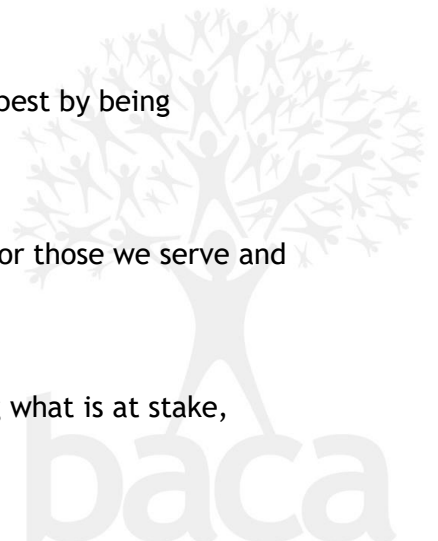 best by being
or those we serve and
what is at stake,
baca